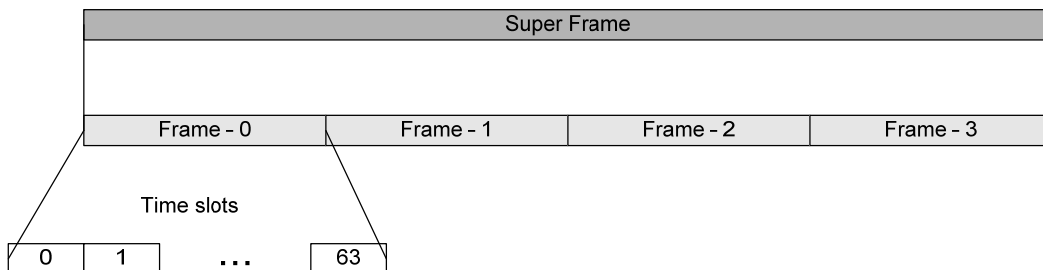 Super Frame
Frame - 0 Frame - 1 Frame - 2 Frame - 3
Time slots
0 1 ... 63